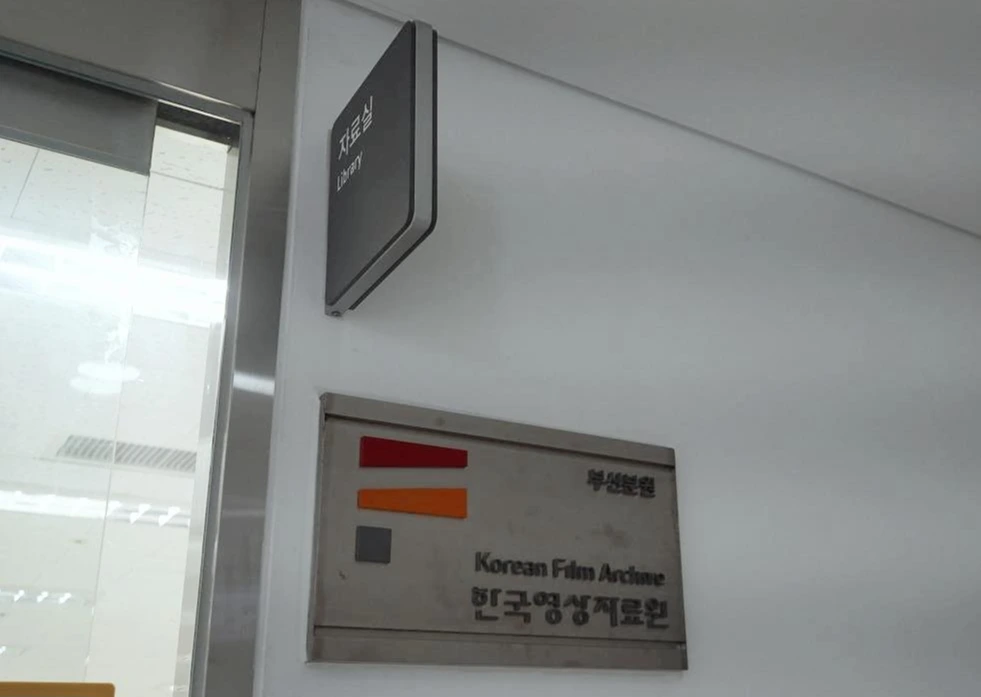 자료실
Library
부산분원
Korean Film Archive
한국영상자료원